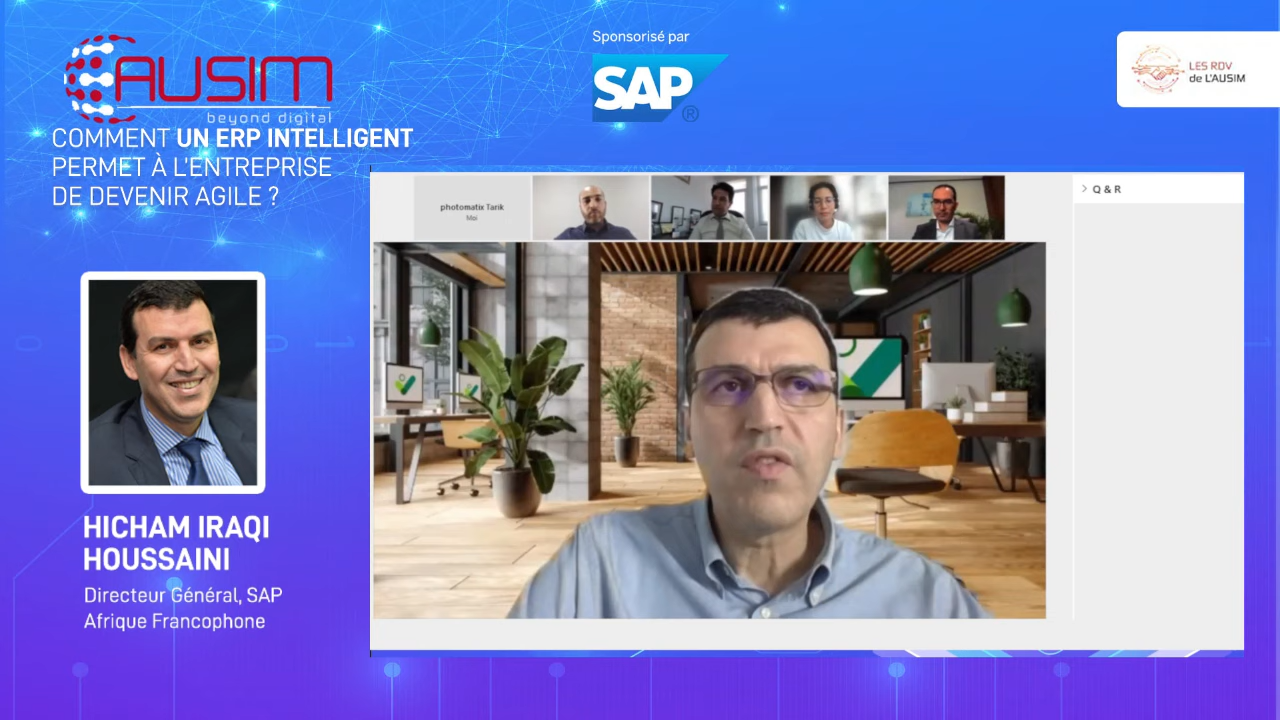 AUSIM
beyond digital
COMMENT UN ERP INTELLIGENT
PERMET À L'ENTREPRISE
DE DEVENIR AGILE ?
Sponsorisé par
SAP
®
LES RDV
de L'AUSIM
photomatix Tarik
Moi
Q & R
HICHAM IRAQI
HOUSSAINI
Directeur Général, SAP
Afrique Francophone